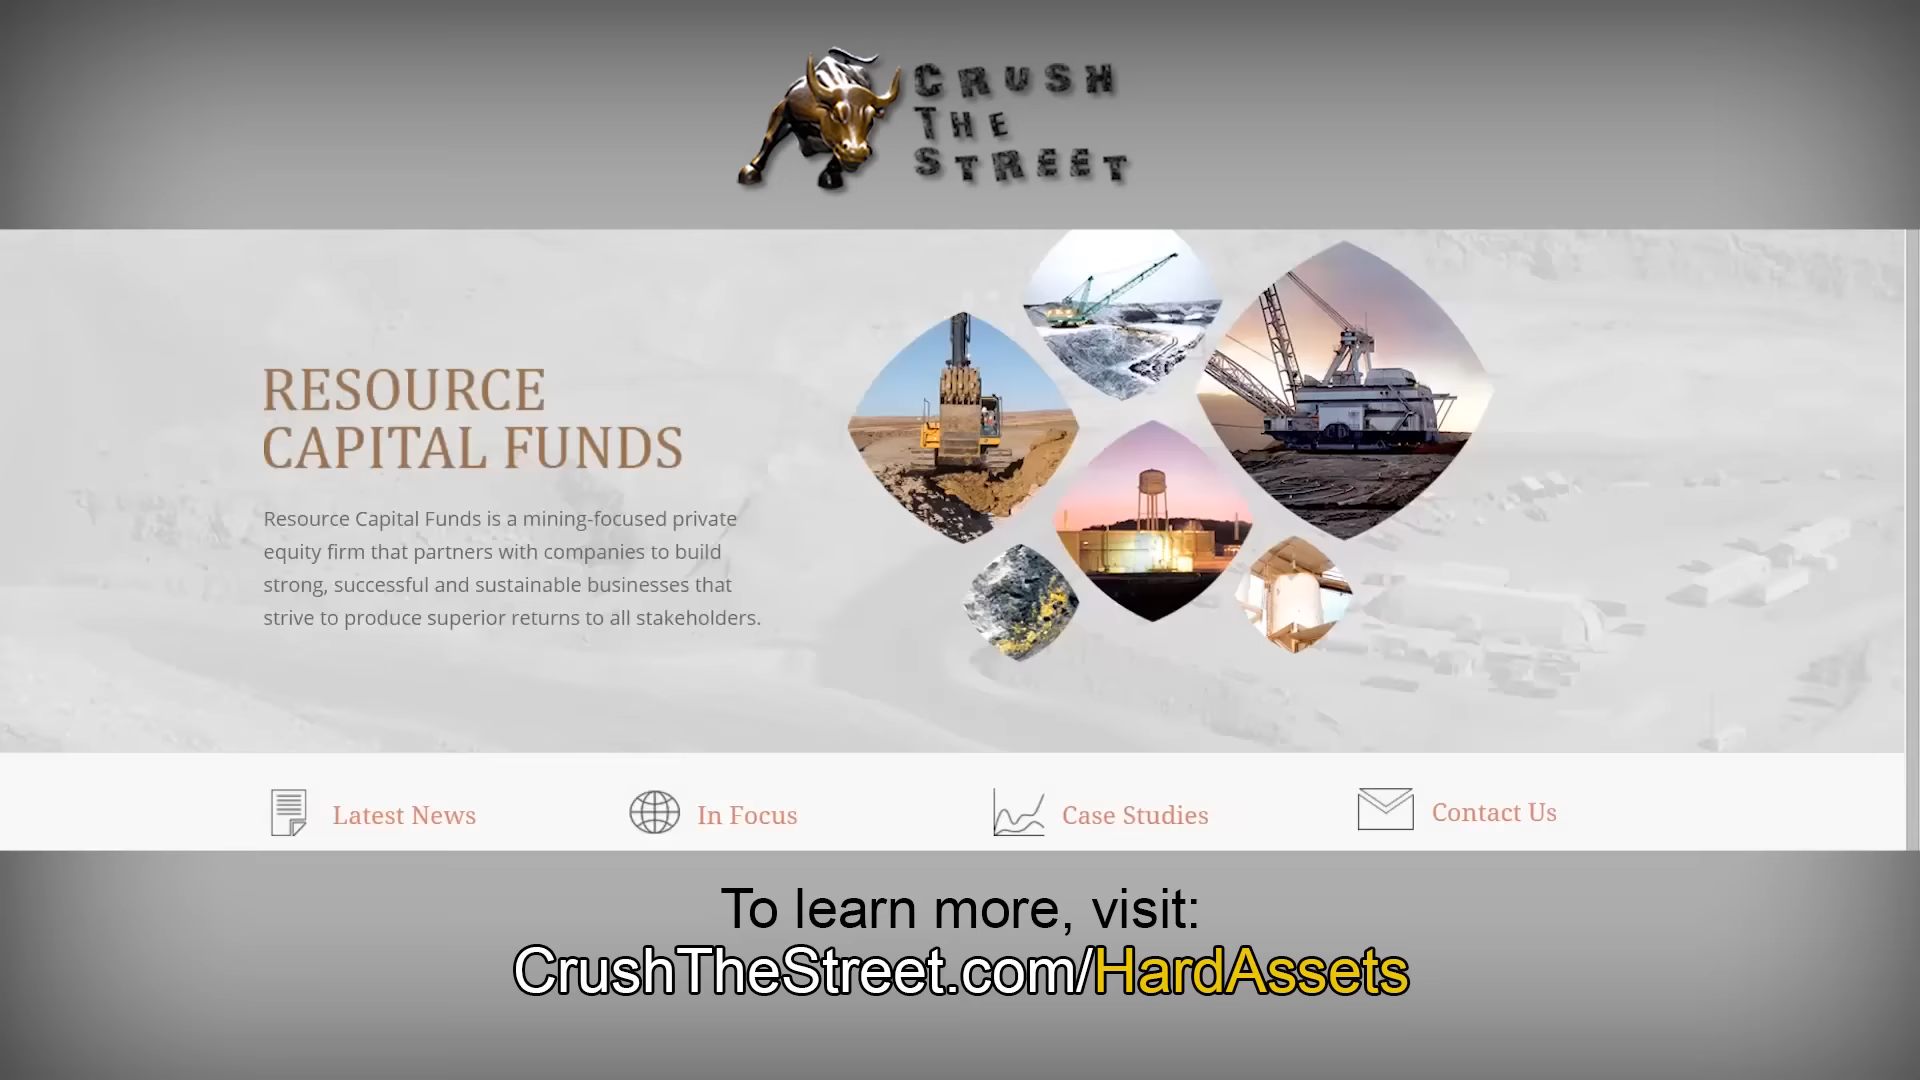 CRUSH
THE
STREET
RESOURCE
CAPITAL FUNDS
Resource Capital Funds is a mining-focused private
equity firm that partners with companies to build
strong, successful and sustainable businesses that
strive to produce superior returns to all stakeholders.
Latest News
In Focus
Case Studies
Contact Us
To learn more, visit:
CrushTheStreet.com/HardAssets